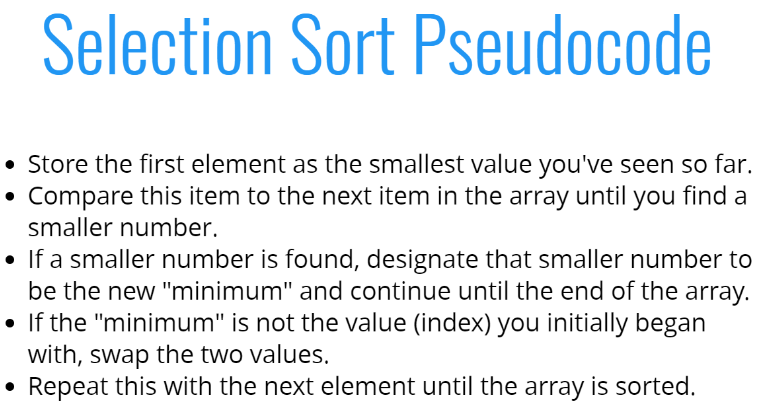 Selection Sort Pseudocode
• Store the first element as the smallest value you've seen so far.
• Compare this item to the next item in the array until you find a
smaller number.
• If a smaller number is found, designate that smaller number to
be the new "minimum" and continue until the end of the array.
• If the "minimum" is not the value (index) you initially began
with, swap the two values.
• Repeat this with the next element until the array is sorted.